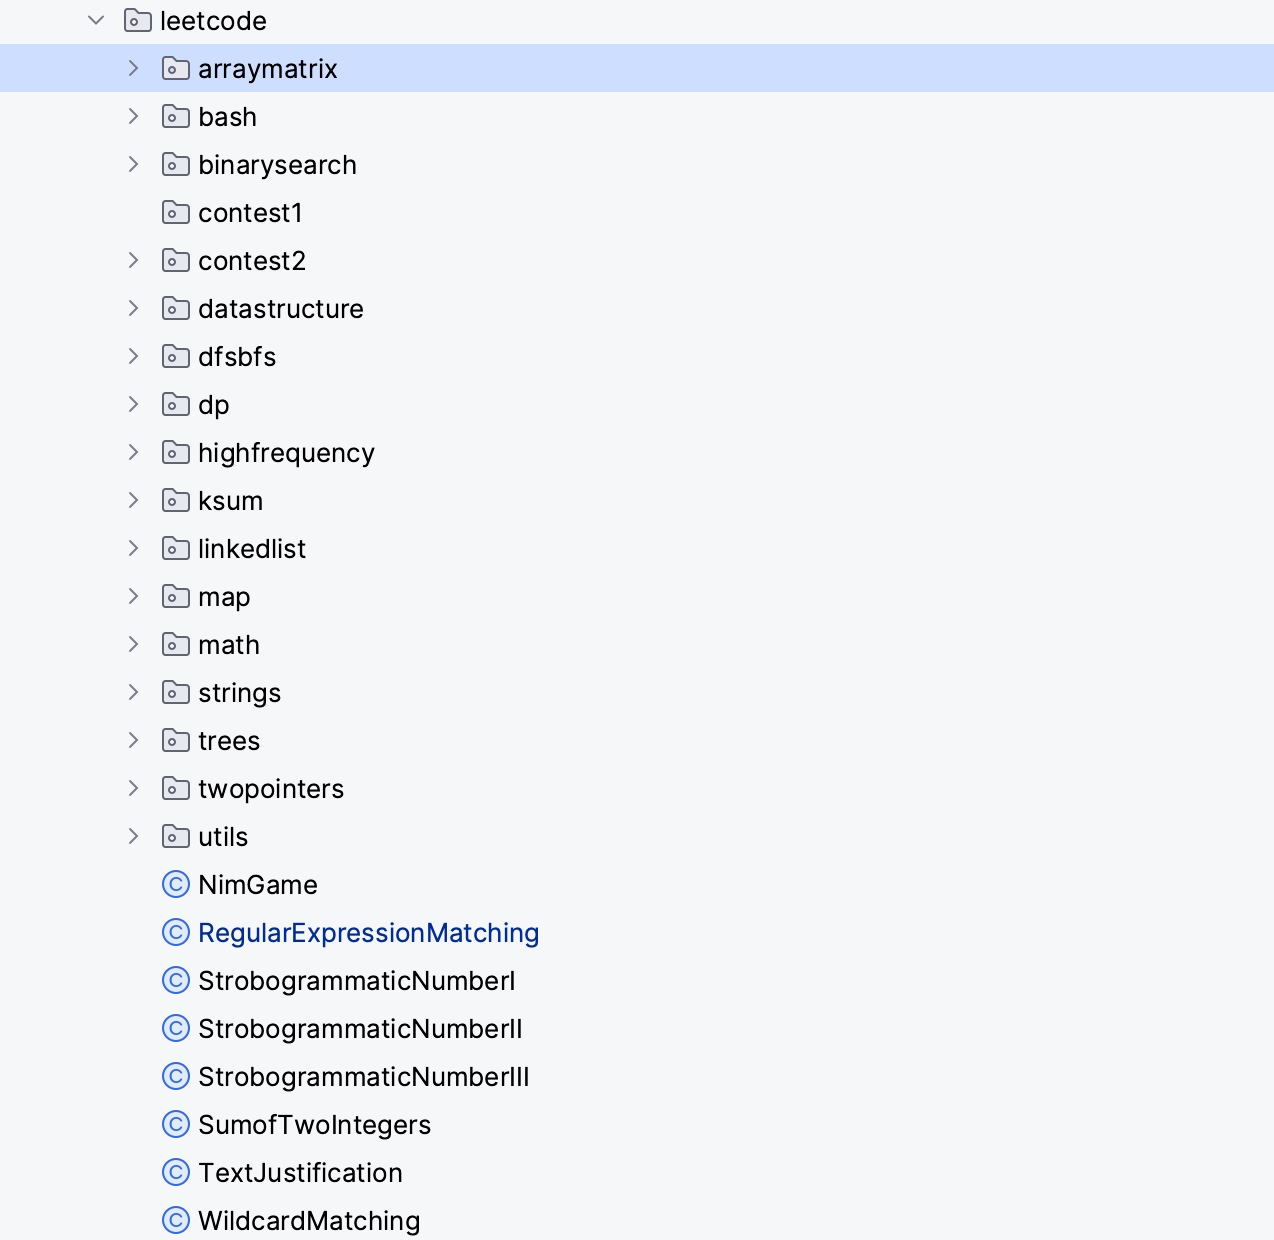 leetcode
arraymatrix
bash
binarysearch
contest1
contest2
datastructure
dfsbfs
dp
highfrequency
ksum
linkedlist
map
math
strings
trees
twopointers
utils
NimGame
RegularExpressionMatching
StrobogrammaticNumberI
StrobogrammaticNumberII
StrobogrammaticNumberIII
SumofTwoIntegers
TextJustification
WildcardMatching